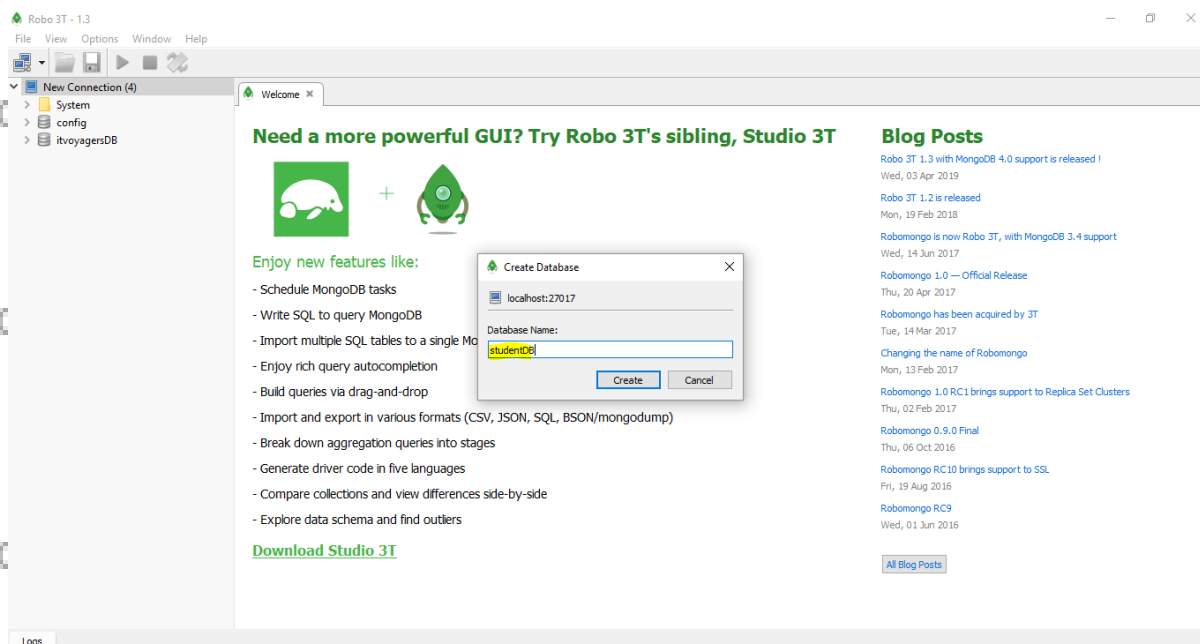 Robo 3T - 1.3
File View Options Window Help
New Connection (4)
System
config
itvoyagersDB
Welcome
Need a more powerful GUI? Try Robo 3T's sibling, Studio 3T
+
Enjoy new features like:
- Schedule MongoDB tasks
- Write SQL to query MongoDB
- Import multiple SQL tables to a single Mo
- Enjoy rich query autocompletion
- Build queries via drag-and-drop
- Import and export in various formats (CSV, JSON, SQL, BSON/mongodump)
- Break down aggregation queries into stages
- Generate driver code in five languages
- Compare collections and view differences side-by-side
- Explore data schema and find outliers
Download Studio 3T
Create Database
localhost:27017
Database Name:
studentDB
Create Cancel
Blog Posts
Robo 3T 1.3 with MongoDB 4.0 support is released !
Wed, 03 Apr 2019
Robo 3T 1.2 is released
Mon, 19 Feb 2018
Robomongo is now Robo 3T, with MongoDB 3.4 support
Wed, 14 Jun 2017
Robomongo 1.0 — Official Release
Thu, 20 Apr 2017
Robomongo has been acquired by 3T
Tue, 14 Mar 2017
Changing the name of Robomongo
Mon, 13 Feb 2017
Robomongo 1.0 RC1 brings support to Replica Set Clusters
Thu, 02 Feb 2017
Robomongo 0.9.0 Final
Thu, 06 Oct 2016
Robomongo RC10 brings support to SSL
Fri, 19 Aug 2016
Robomongo RC9
Wed, 01 Jun 2016
All Blog Posts
Logs